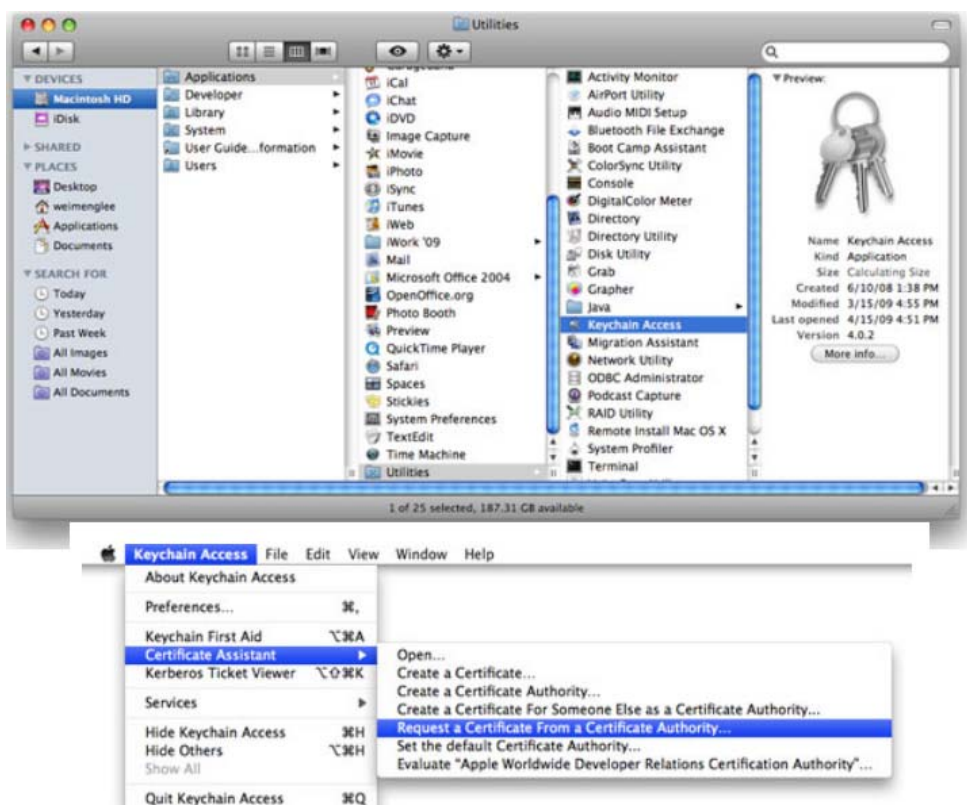 Utilities
DEVICES
Macintosh HD
iDisk
SHARED
PLACES
Desktop
weimenglee
Applications
Documents
SEARCH FOR
Today
Yesterday
Past Week
All Images
All Movies
All Documents
Applications
Developer
Library
System
User Guide...formation
Users
iCal
iChat
iDVD
Image Capture
iMovie
iPhoto
iSync
iTunes
iWeb
iWork '09
Mail
Microsoft Office 2004
OpenOffice.org
Photo Booth
Preview
QuickTime Player
Safari
Spaces
Stickies
System Preferences
TextEdit
Time Machine
Utilities
Activity Monitor
AirPort Utility
Audio MIDI Setup
Bluetooth File Exchange
Boot Camp Assistant
ColorSync Utility
Console
DigitalColor Meter
Directory
Directory Utility
Disk Utility
Grab
Grapher
Java
Keychain Access
Migration Assistant
Network Utility
ODBC Administrator
Podcast Capture
RAID Utility
Remote Install Mac OS X
System Profiler
Terminal
Preview:
Name Keychain Access
Kind Application
Size Calculating Size
Created 6/10/08 1:38 PM
Modified 3/15/09 4:55 PM
Last opened 4/15/09 4:51 PM
Version 4.0.2
More info...
1 of 25 selected, 187.31 GB available
Keychain Access File Edit View Window Help
About Keychain Access
Preferences... ⌘,
Keychain First Aid ⌥⌘A
Certificate Assistant
Kerberos Ticket Viewer ⌥⇧⌘K
Services
Hide Keychain Access ⌘H
Hide Others ⌥⌘H
Show All
Quit Keychain Access ⌘Q
Open...
Create a Certificate...
Create a Certificate Authority...
Create a Certificate For Someone Else as a Certificate Authority...
Request a Certificate From a Certificate Authority...
Set the default Certificate Authority...
Evaluate "Apple Worldwide Developer Relations Certification Authority"...